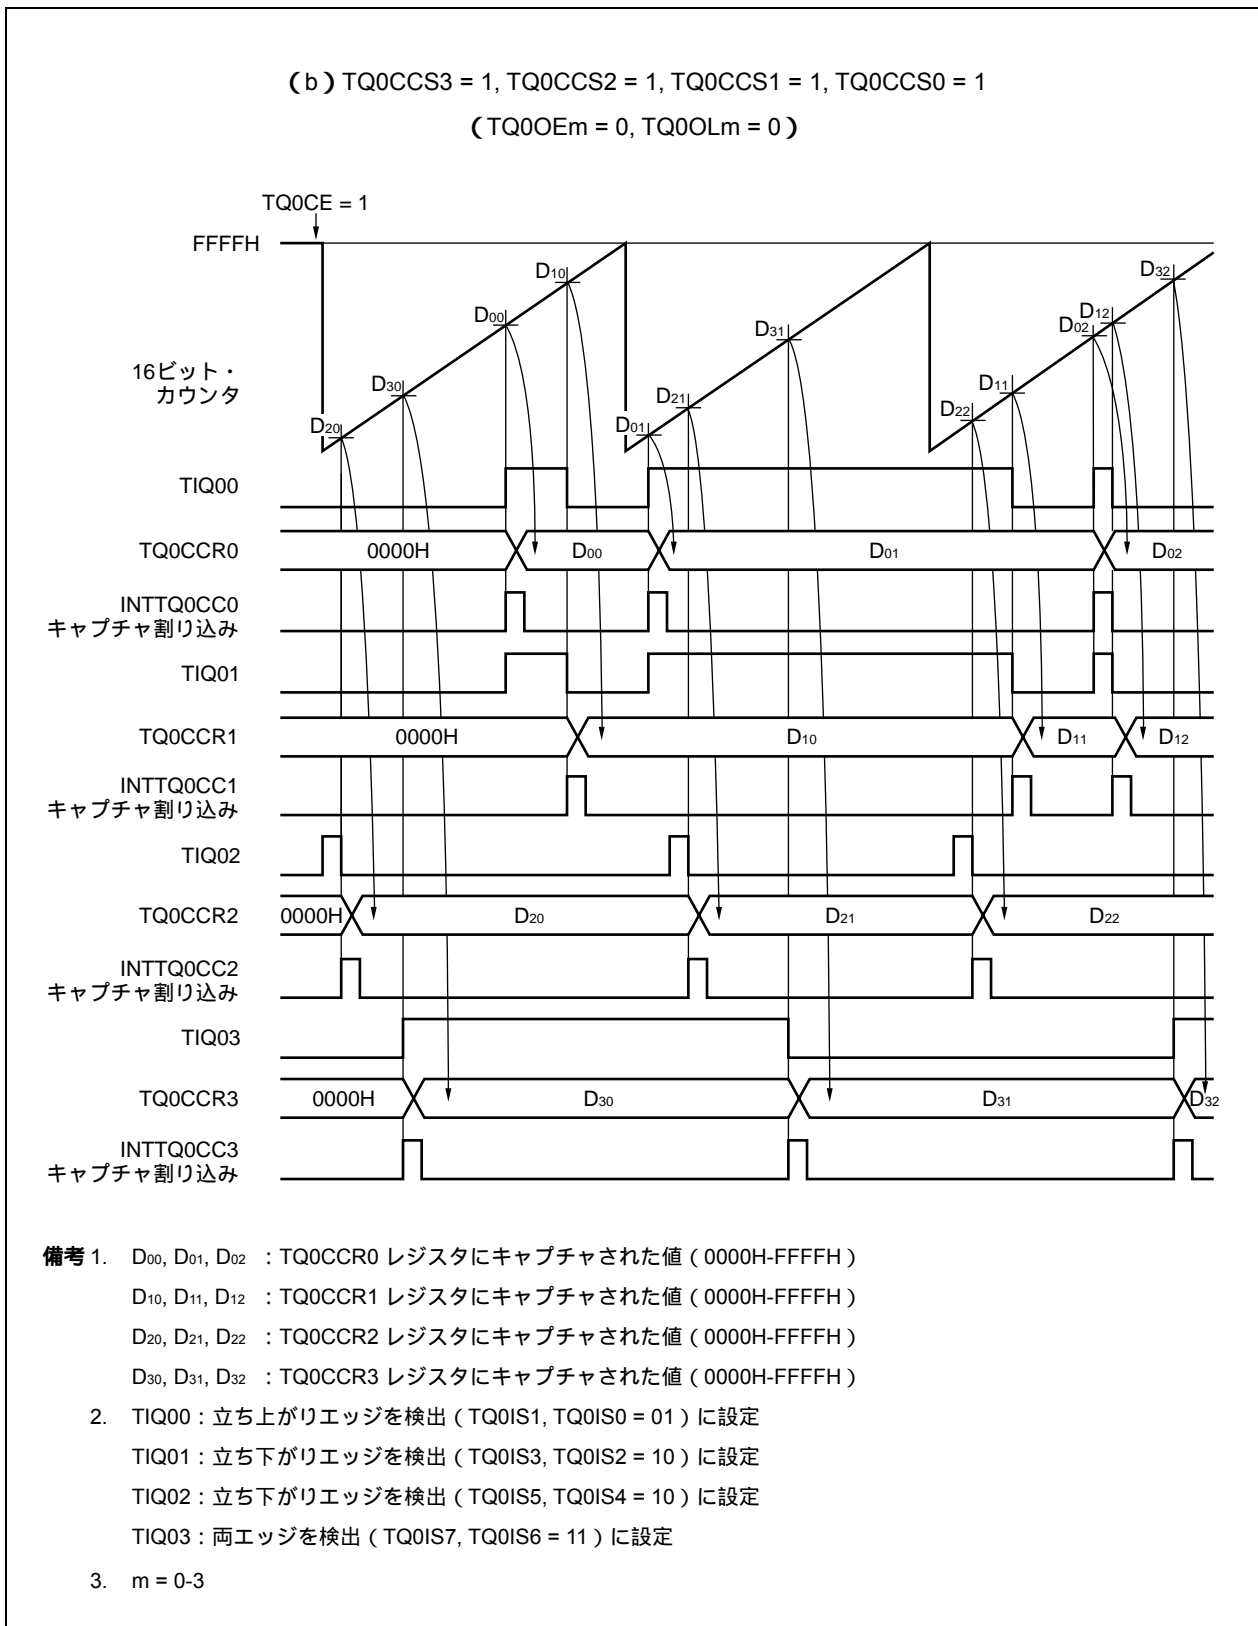 (b) TQ0CCS3 = 1, TQ0CCS2 = 1, TQ0CCS1 = 1, TQ0CCS0 = 1
(TQ0OEm = 0, TQ0OLm = 0)
TQ0CE = 1
FFFFH
16ビット・
カウンタ
D20
D30
D00
D10
D01
D21
D31
D22
D11
D02
D12
D32
TIQ00
TQ0CCR0
0000H
D00
D01
D02
INTTQ0CC0
キャプチャ割り込み
TIQ01
TQ0CCR1
0000H
D10
D11
D12
INTTQ0CC1
キャプチャ割り込み
TIQ02
TQ0CCR2
0000H
D20
D21
D22
INTTQ0CC2
キャプチャ割り込み
TIQ03
TQ0CCR3
0000H
D30
D31
D32
INTTQ0CC3
キャプチャ割り込み
備考 1. D00, D01, D02 : TQ0CCR0 レジスタにキャプチャされた値 ( 0000H-FFFFH )
D10, D11, D12 : TQ0CCR1 レジスタにキャプチャされた値 ( 0000H-FFFFH )
D20, D21, D22 : TQ0CCR2 レジスタにキャプチャされた値 ( 0000H-FFFFH )
D30, D31, D32 : TQ0CCR3 レジスタにキャプチャされた値 ( 0000H-FFFFH )
2. TIQ00 : 立ち上がりエッジを検出 ( TQ0IS1, TQ0IS0 = 01 ) に設定
TIQ01 : 立ち下がりエッジを検出 ( TQ0IS3, TQ0IS2 = 10 ) に設定
TIQ02 : 立ち下がりエッジを検出 ( TQ0IS5, TQ0IS4 = 10 ) に設定
TIQ03 : 両エッジを検出 ( TQ0IS7, TQ0IS6 = 11 ) に設定
3. m = 0-3